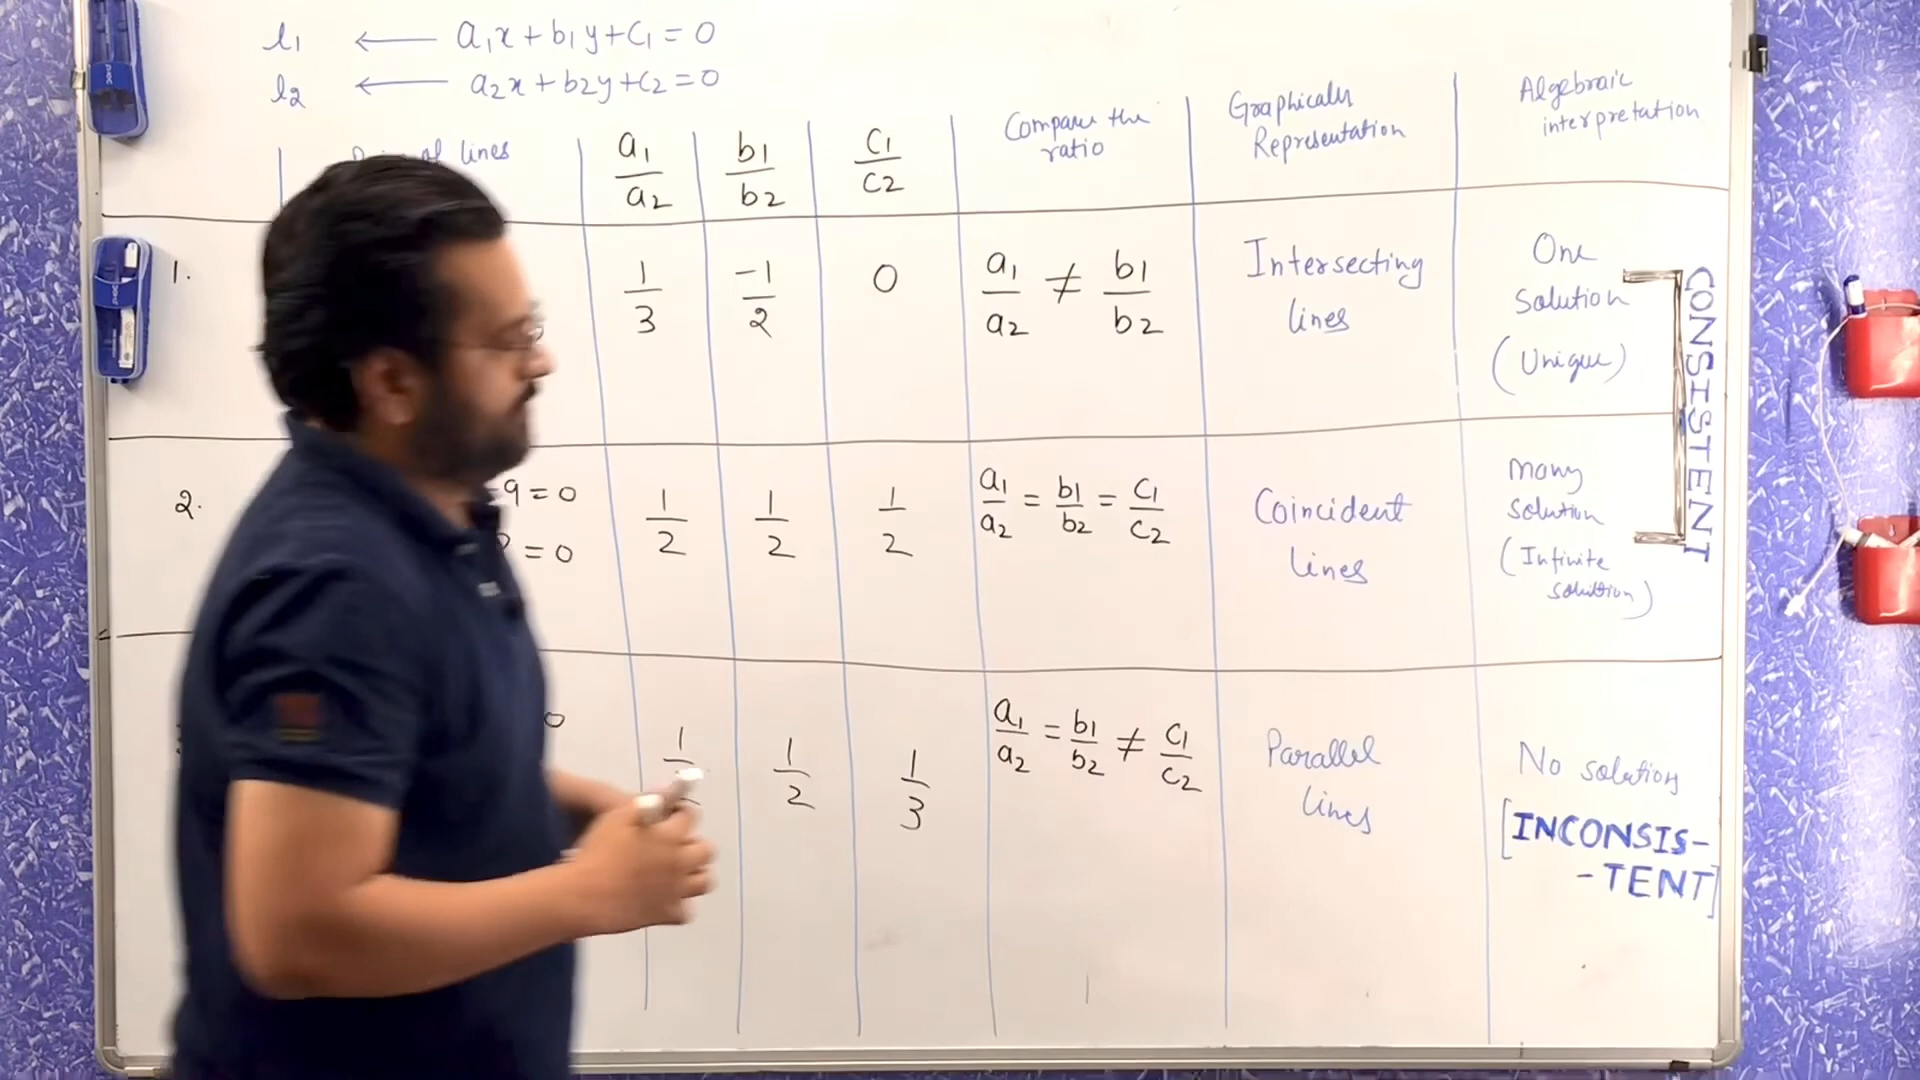 l₁ ← a₁x + b₁y + c₁ = 0
l₂ ← a₂x + b₂y + c₂ = 0
of lines
a₁/a₂
b₁/b₂
c₁/c₂
Compare the
ratio
Graphically
Representation
Algebraic
interpretation
1.
1/3
-1/2
0
a₁/a₂ ≠ b₁/b₂
Intersecting
lines
One
Solution
(Unique)
CONSISTENT
2.
9 = 0
= 0
1/2
1/2
1/2
a₁/a₂ = b₁/b₂ = c₁/c₂
Coincident
lines
Many
Solution
(Infinite
solution)
0
1
1/2
1/3
a₁/a₂ = b₁/b₂ ≠ c₁/c₂
Parallel
lines
No solution
[INCONSIS-
-TENT]